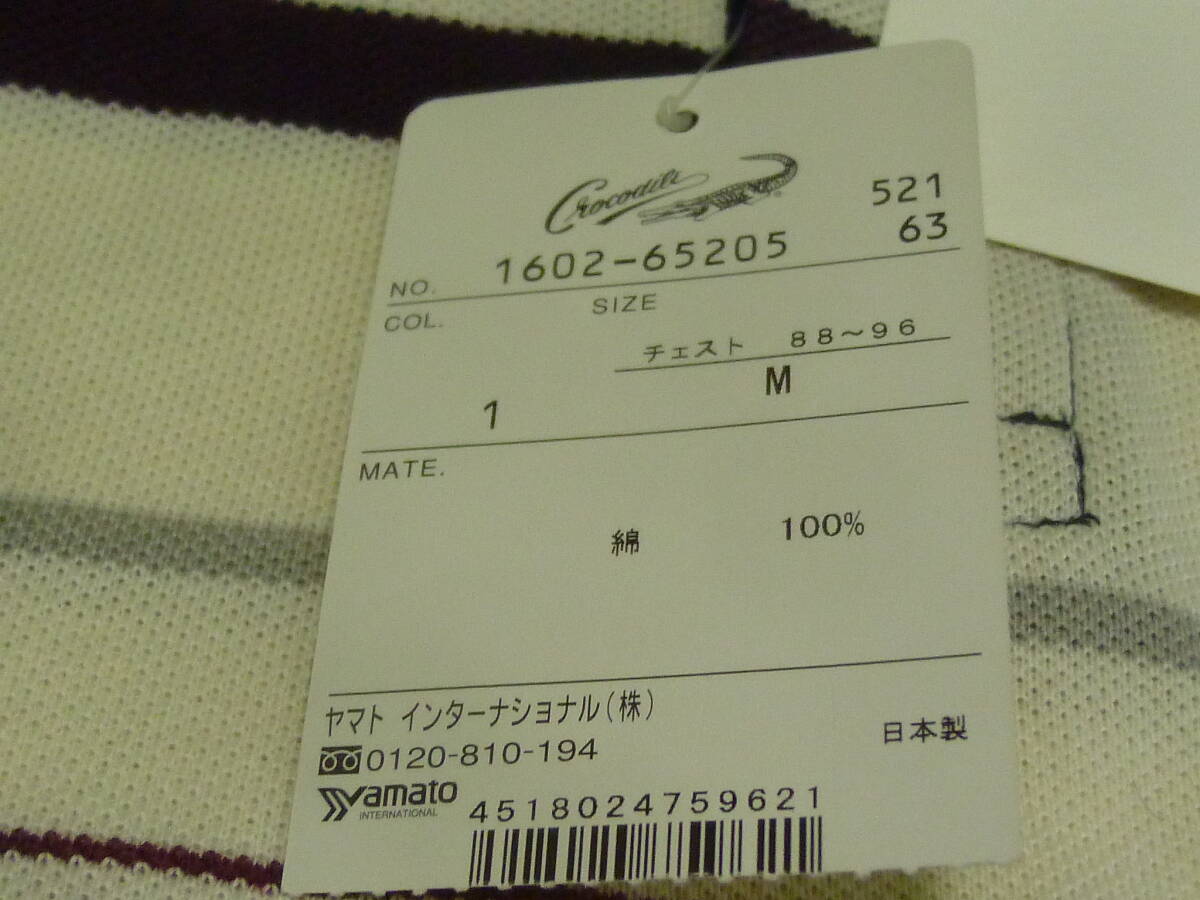 Crocodile
521
NO. 1602-65205 63
COL. SIZE
チェスト 88～96
1 M
MATE.
綿 100%
ヤマト インターナショナル(株)
0120-810-194 日本製
Yamato
INTERNATIONAL
4518024759621